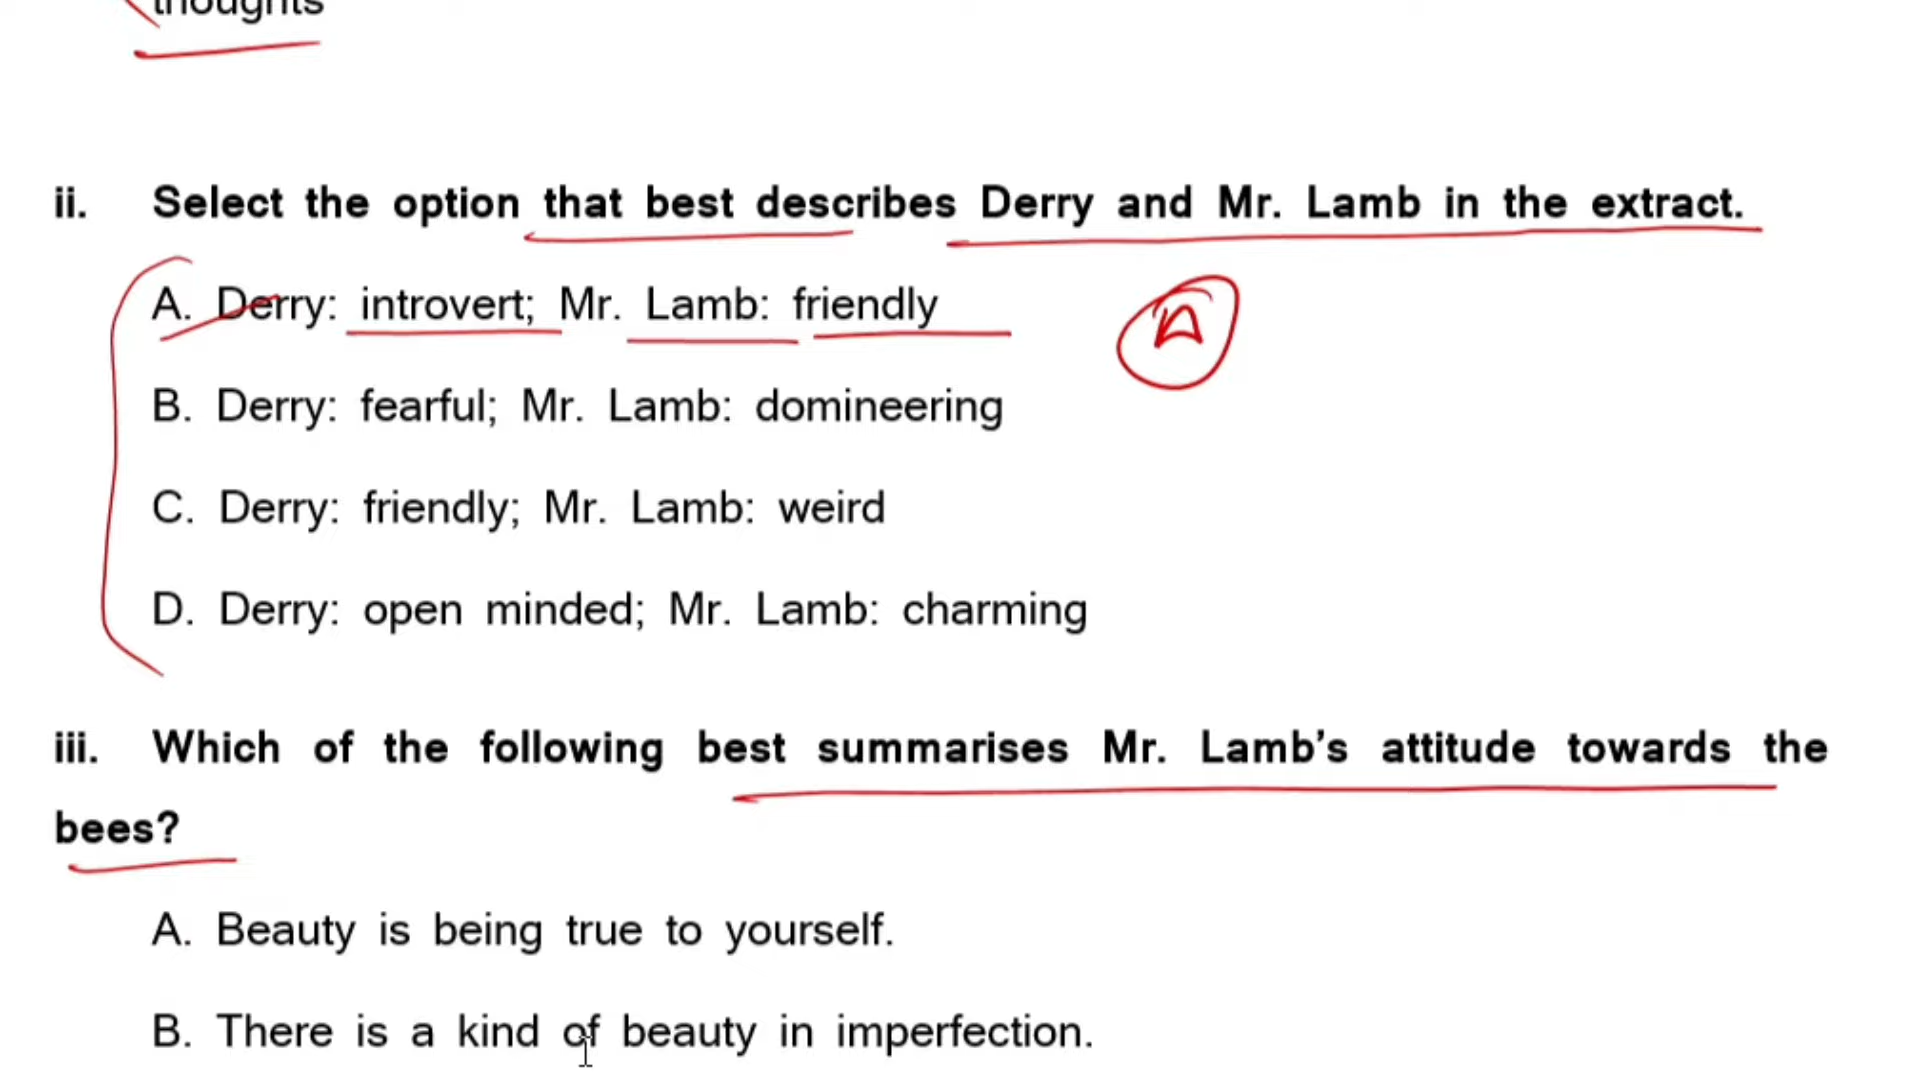 thoughts
ii. Select the option that best describes Derry and Mr. Lamb in the extract.
A. Derry: introvert; Mr. Lamb: friendly
A
B. Derry: fearful; Mr. Lamb: domineering
C. Derry: friendly; Mr. Lamb: weird
D. Derry: open minded; Mr. Lamb: charming
iii. Which of the following best summarises Mr. Lamb's attitude towards the
bees?
A. Beauty is being true to yourself.
B. There is a kind of beauty in imperfection.